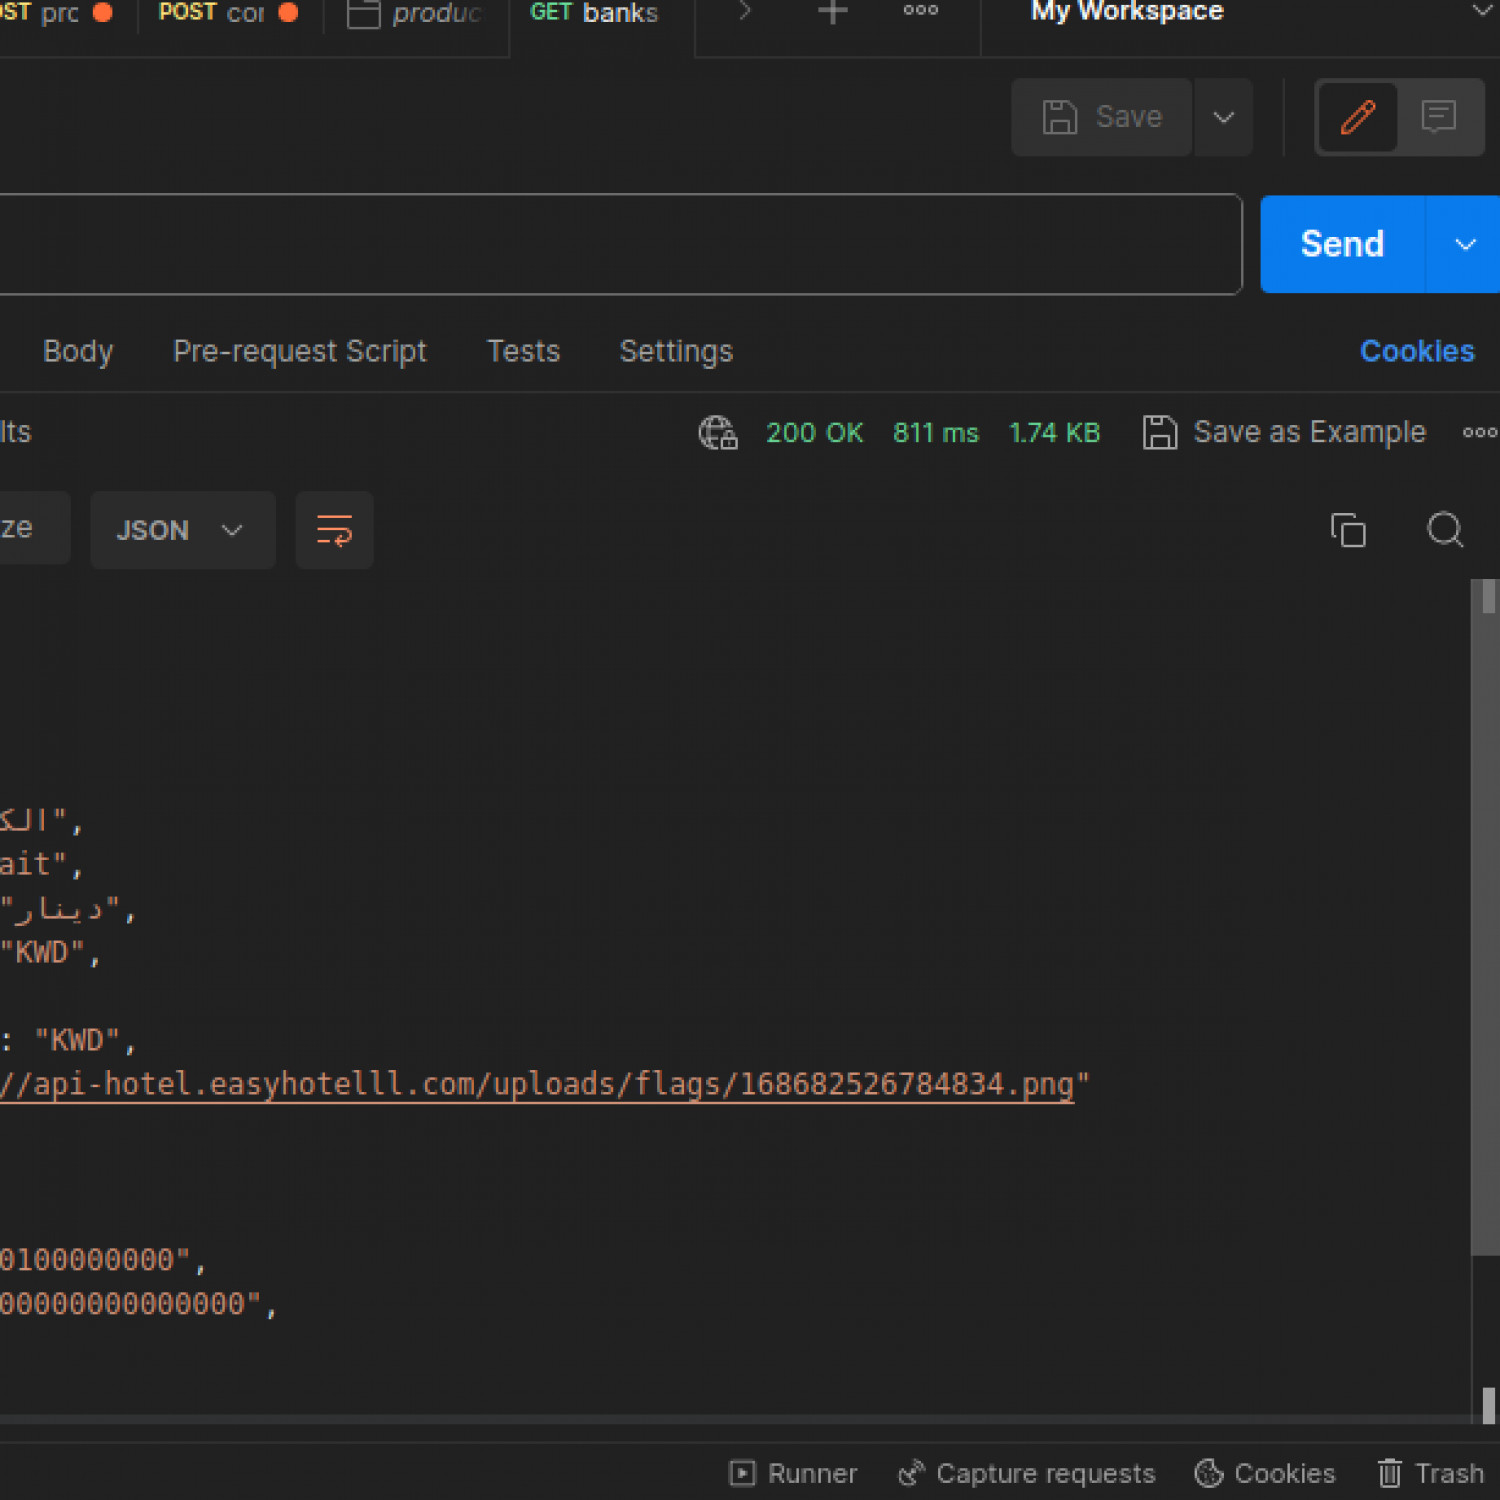 OST prc POST cor produc GET banks My Workspace
Save
Send
Body Pre-request Script Tests Settings Cookies
lts 200 OK 811 ms 1.74 KB Save as Example
ze JSON
الك",
ait",
"دينار",
"KWD",
: "KWD",
//api-hotel.easyhotelll.com/uploads/flags/168682526784834.png"
0100000000",
00000000000000",
Runner Capture requests Cookies Trash